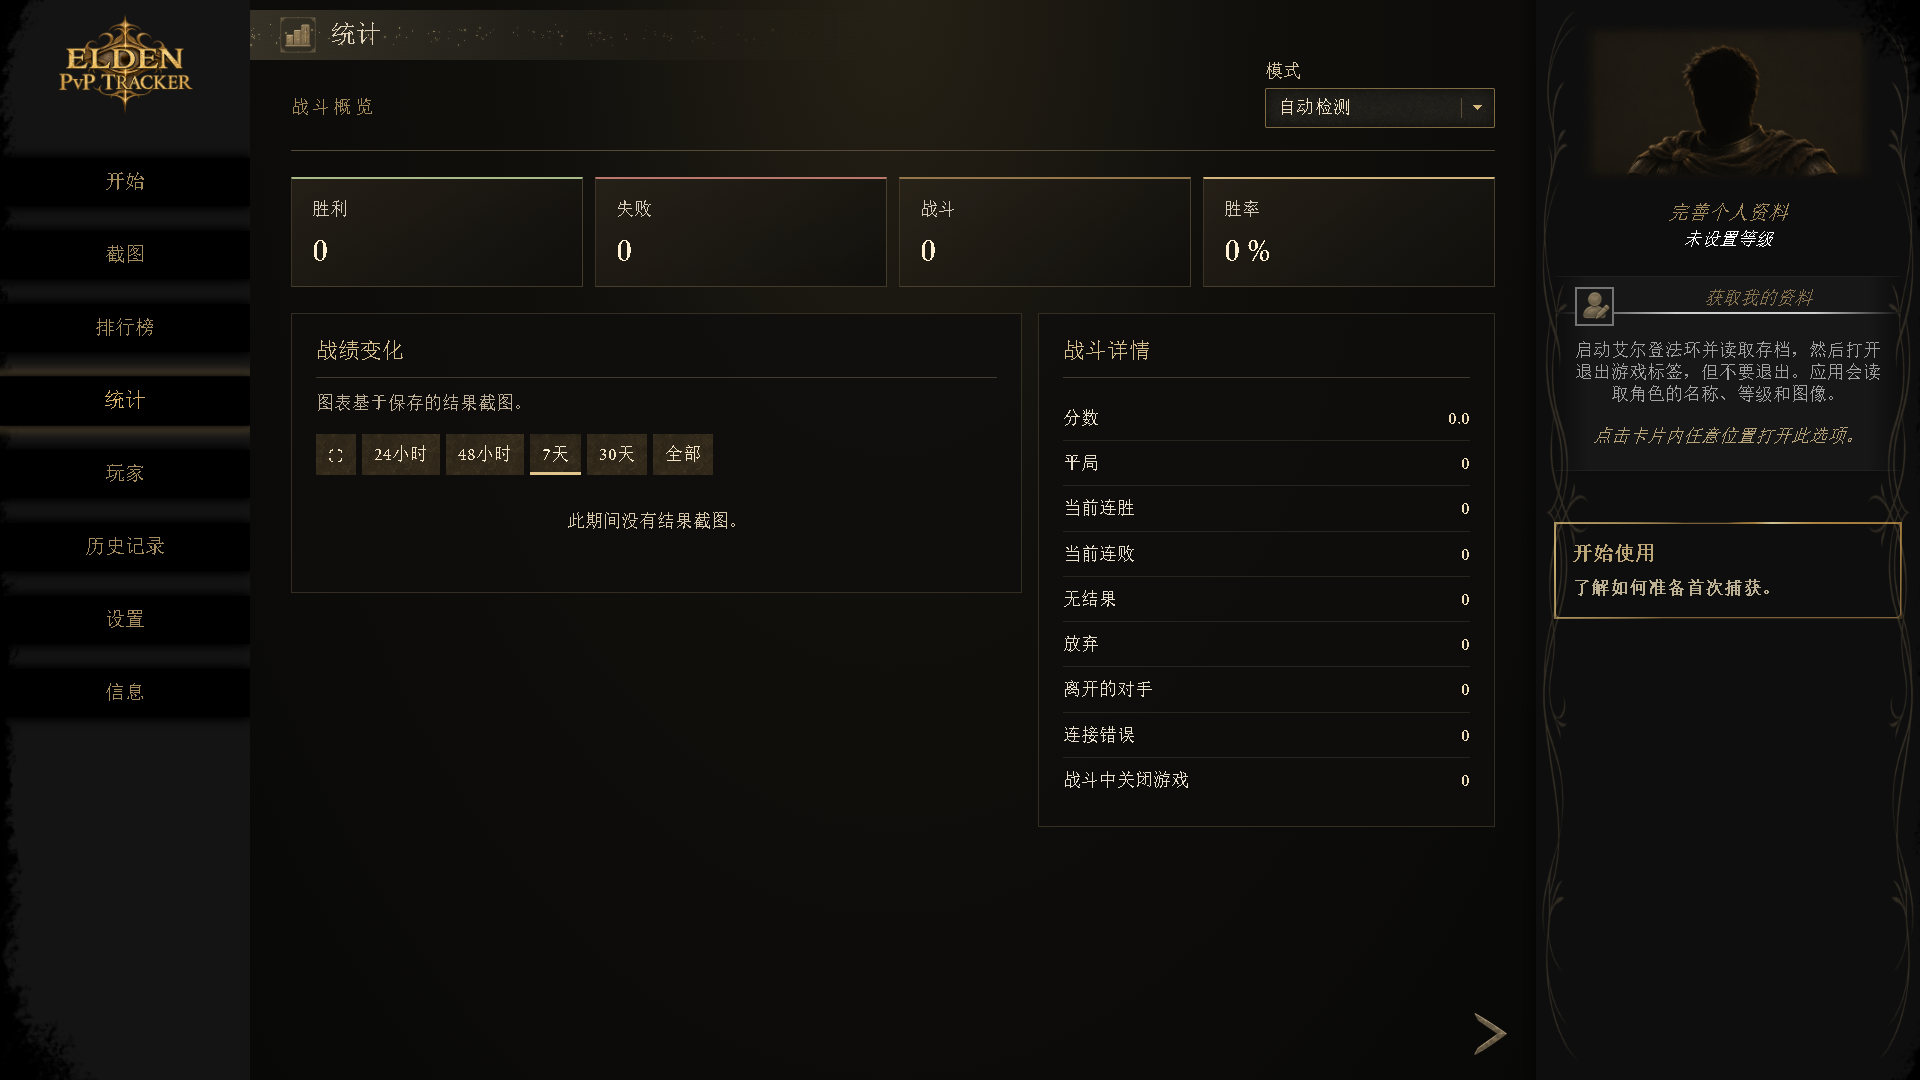 ELDEN
PvP TRACKER
开始
截图
排行榜
统计
玩家
历史记录
设置
信息
统计
战斗概览
模式
自动检测
胜利
0
失败
0
战斗
0
胜率
0 %
战绩变化
图表基于保存的结果截图。
24小时
48小时
7天
30天
全部
此期间没有结果截图。
战斗详情
分数 0.0
平局 0
当前连胜 0
当前连败 0
无结果 0
放弃 0
离开的对手 0
连接错误 0
战斗中关闭游戏 0
完善个人资料
未设置等级
获取我的资料
启动艾尔登法环并读取存档，然后打开
退出游戏标签，但不要退出。应用会读
取角色的名称、等级和图像。
点击卡片内任意位置打开此选项。
开始使用
了解如何准备首次捕获。